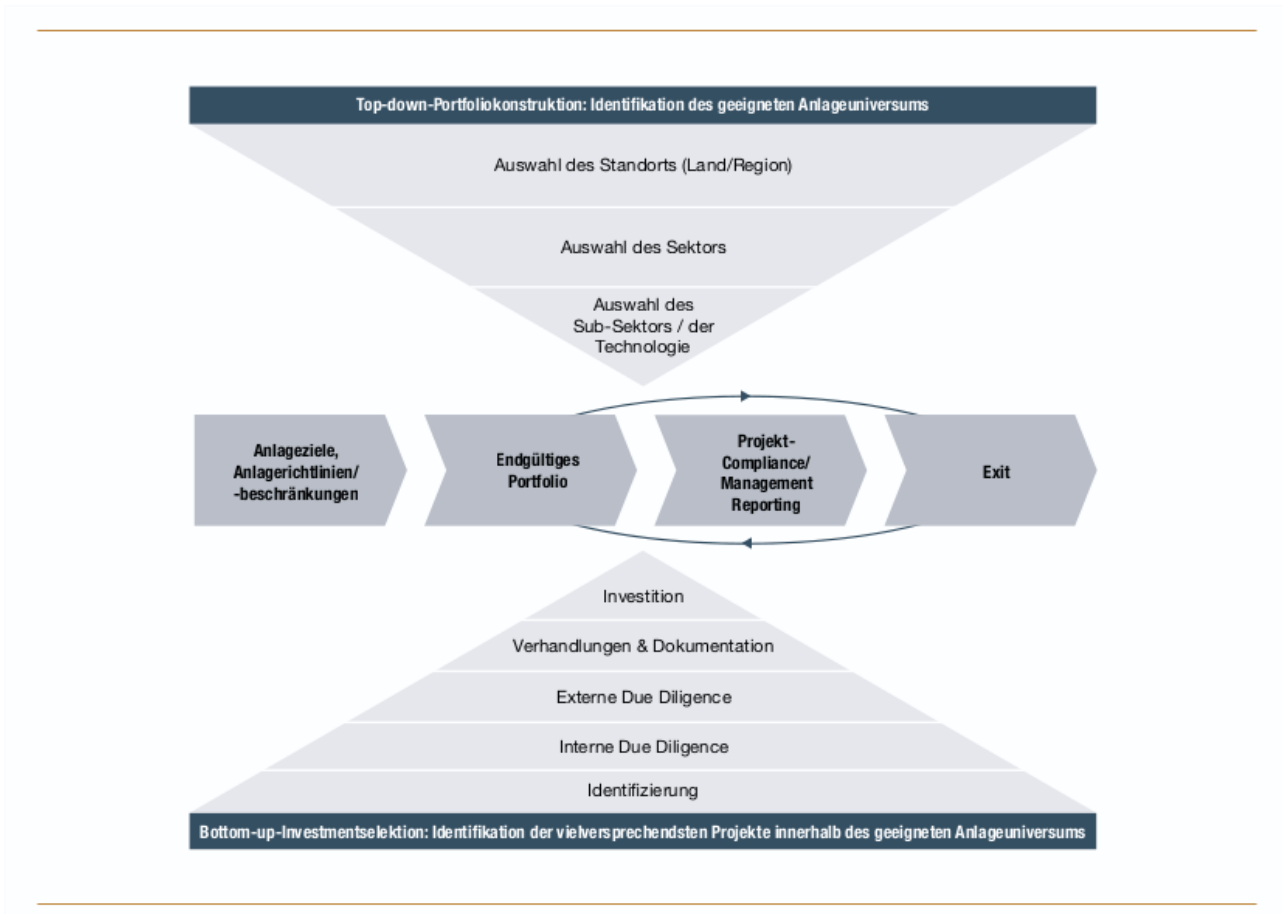 Top-down-Portfoliokonstruktion: Identifikation des geeigneten Anlageuniversums
Auswahl des Standorts (Land/Region)
Auswahl des Sektors
Auswahl des
Sub-Sektors / der
Technologie
Anlageziele,
Anlagerichtlinien/
-beschränkungen
Endgültiges
Portfolio
Projekt-
Compliance/
Management
Reporting
Exit
Investition
Verhandlungen & Dokumentation
Externe Due Diligence
Interne Due Diligence
Identifizierung
Bottom-up-Investmentselektion: Identifikation der vielversprechendsten Projekte innerhalb des geeigneten Anlageuniversums